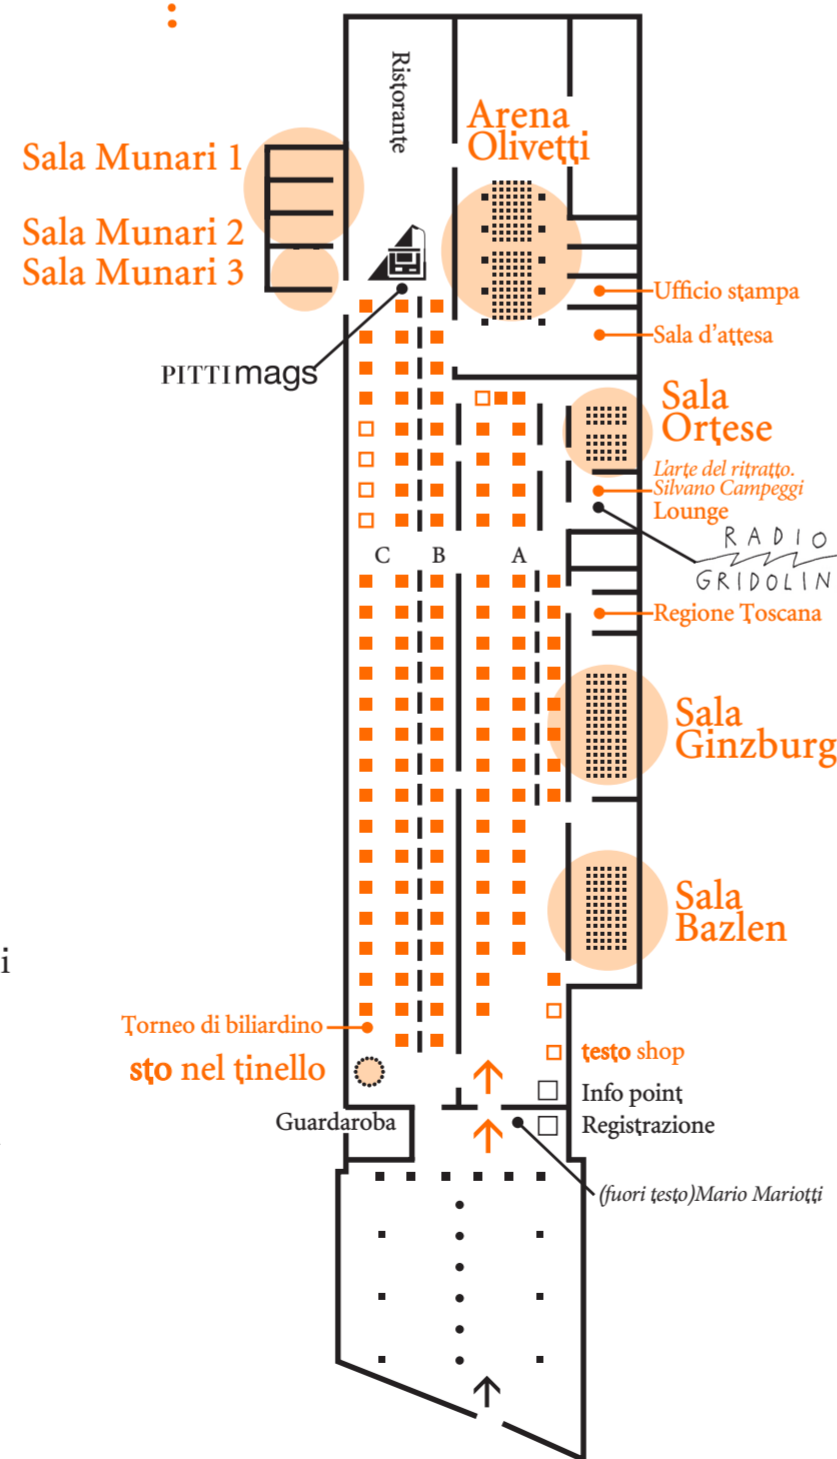 :
Ristorante
Arena
Olivetti
Sala Munari 1
Sala Munari 2
Sala Munari 3
Ufficio stampa
Sala d'attesa
PITTImags
Sala
Ortese
L'arte del ritratto.
Silvano Campeggi
Lounge
RADIO
GRIDOLIN
C B A
Regione Toscana
Sala
Ginzburg
Sala
Bazlen
i
Torneo di biliardino
sto nel tinello
testo shop
Info point
Guardaroba
Registrazione
(fuori testo)Mario Mariotti